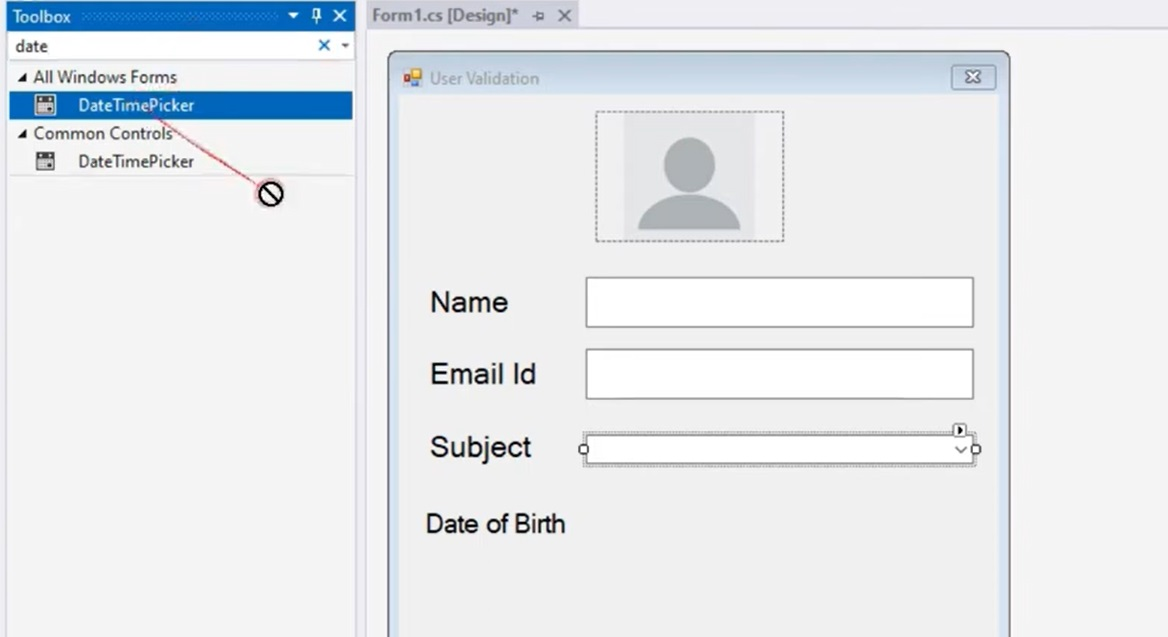 Toolbox
date
All Windows Forms
DateTimePicker
Common Controls
DateTimePicker
Form1.cs [Design]*
User Validation
Name
Email Id
Subject
Date of Birth